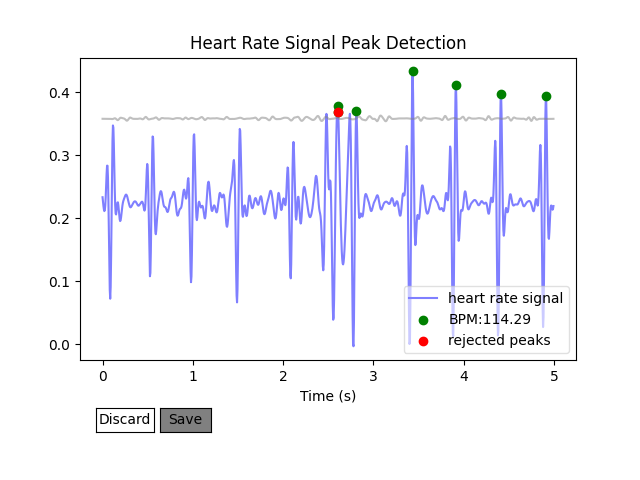 Heart Rate Signal Peak Detection
0.4
0.3
0.2
0.1
0.0
heart rate signal
BPM:114.29
rejected peaks
0 1 2 3 4 5
Time (s)
Discard Save